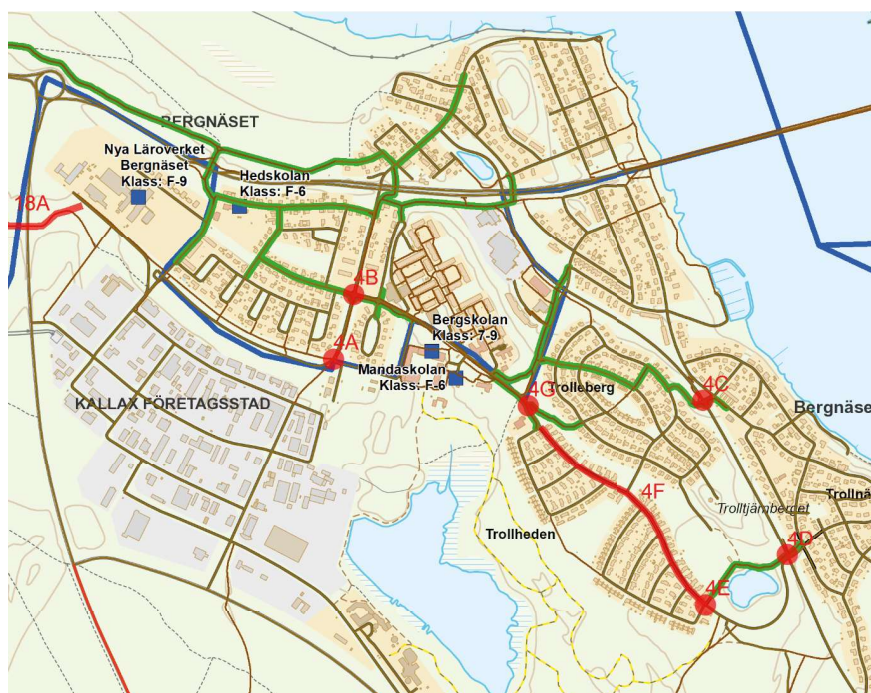 BERGNÄSET
Nya Läroverket
Bergnäset
Klass: F-9
Hedskolan
Klass: F-6
18A
4B
4A
Bergskolan
Klass: 7-9
Mandaskolan
Klass: F-6
KALLAX FÖRETAGSSTAD
4G
Trolleberg
4C
Bergnäse
4F
Trolltjärnberget
Trollnä
Trollheden
4D
4E